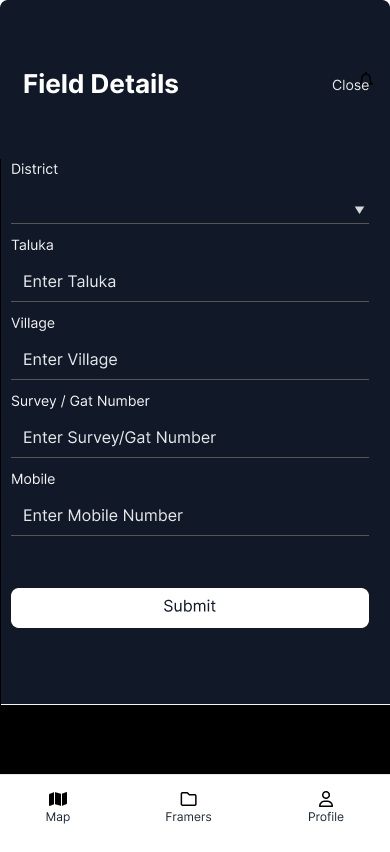 Field Details
Close
District
Taluka
Enter Taluka
Village
Enter Village
Survey / Gat Number
Enter Survey/Gat Number
Mobile
Enter Mobile Number
Submit
Map
Framers
Profile